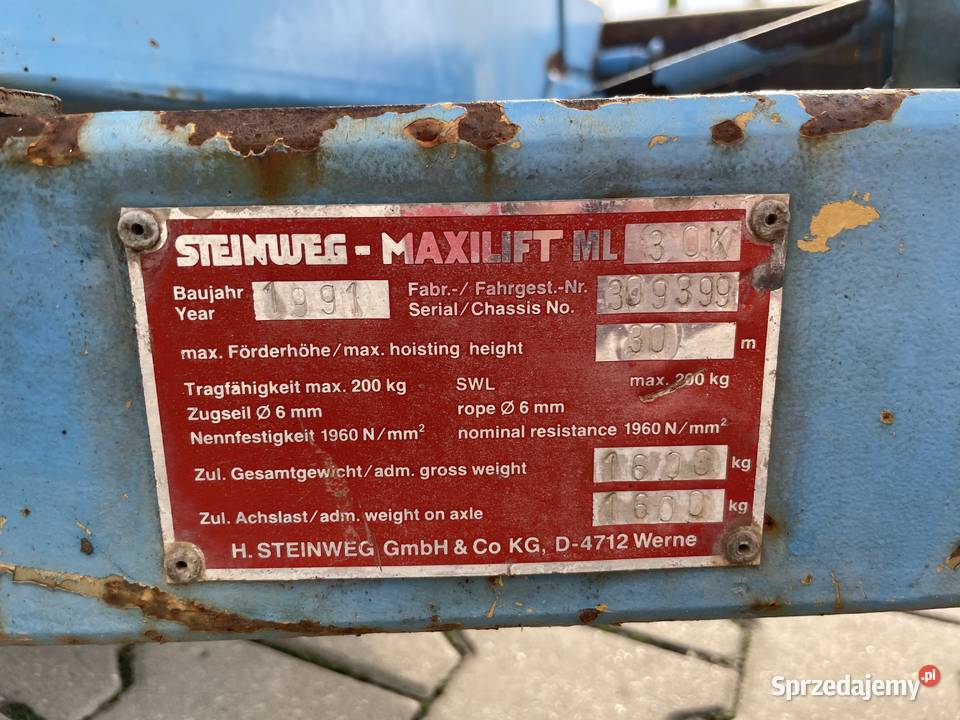 STEINWEG - MAXILIFT ML 30K
Baujahr 1991 Fabr.-/Fahrgest.-Nr. 309399
Year Serial/Chassis No.
max. Förderhöhe/max. hoisting height 30 m
Tragfähigkeit max. 200 kg SWL max. 200 kg
Zugseil Ø 6 mm rope Ø 6 mm
Nennfestigkeit 1960 N/mm² nominal resistance 1960 N/mm²
Zul. Gesamtgewicht/adm. gross weight 1600 kg
Zul. Achslast/adm. weight on axle 1600 kg
H. STEINWEG GmbH & Co KG, D-4712 Werne
Sprzedajemy.pl